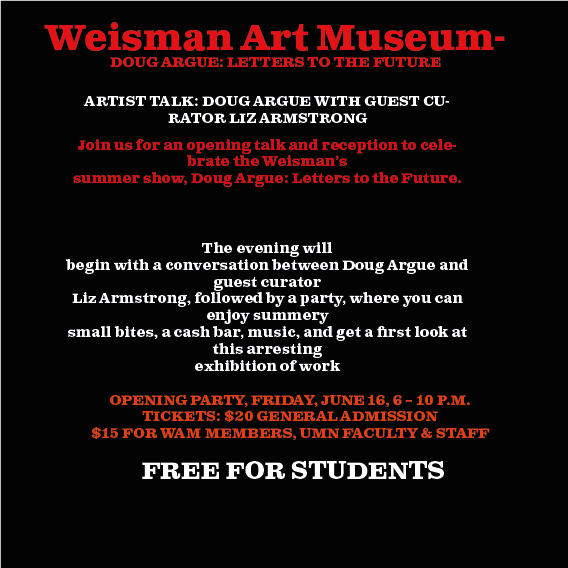 Weisman Art Museum-
DOUG ARGUE: LETTERS TO THE FUTURE
ARTIST TALK: DOUG ARGUE WITH GUEST CU-
RATOR LIZ ARMSTRONG
Join us for an opening talk and reception to cele-
brate the Weisman's
summer show, Doug Argue: Letters to the Future.
The evening will
begin with a conversation between Doug Argue and
guest curator
Liz Armstrong, followed by a party, where you can
enjoy summery
small bites, a cash bar, music, and get a first look at
this arresting
exhibition of work
OPENING PARTY, FRIDAY, JUNE 16, 6 – 10 P.M.
TICKETS: $20 GENERAL ADMISSION
$15 FOR WAM MEMBERS, UMN FACULTY & STAFF
FREE FOR STUDENTS